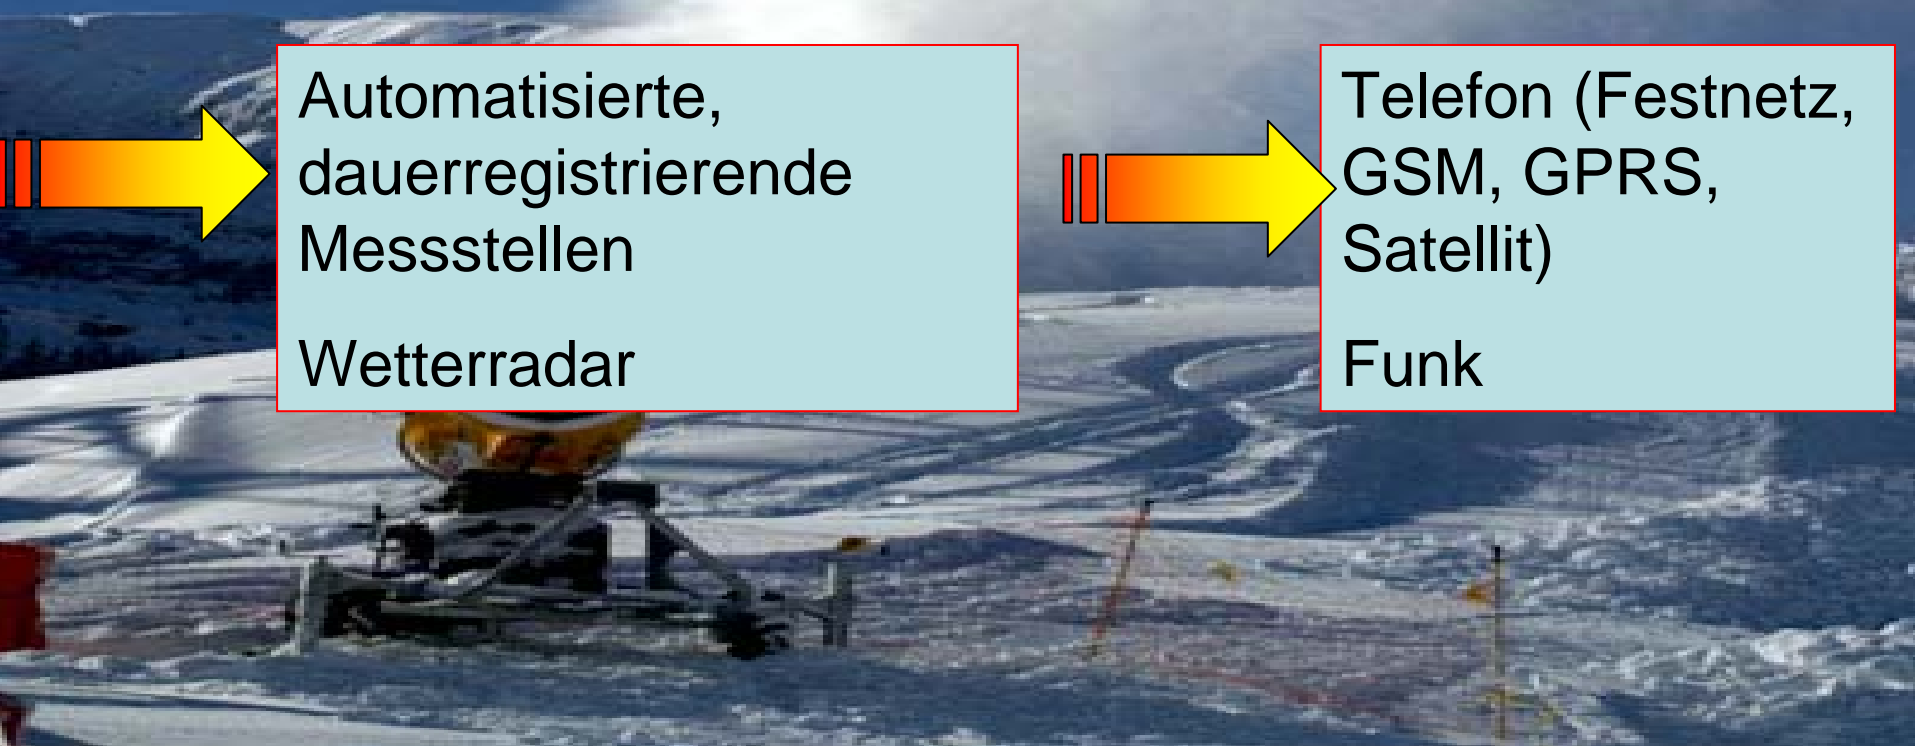 Automatisierte,
dauerregistrierende
Messstellen
Wetterradar
Telefon (Festnetz,
GSM, GPRS,
Satellit)
Funk